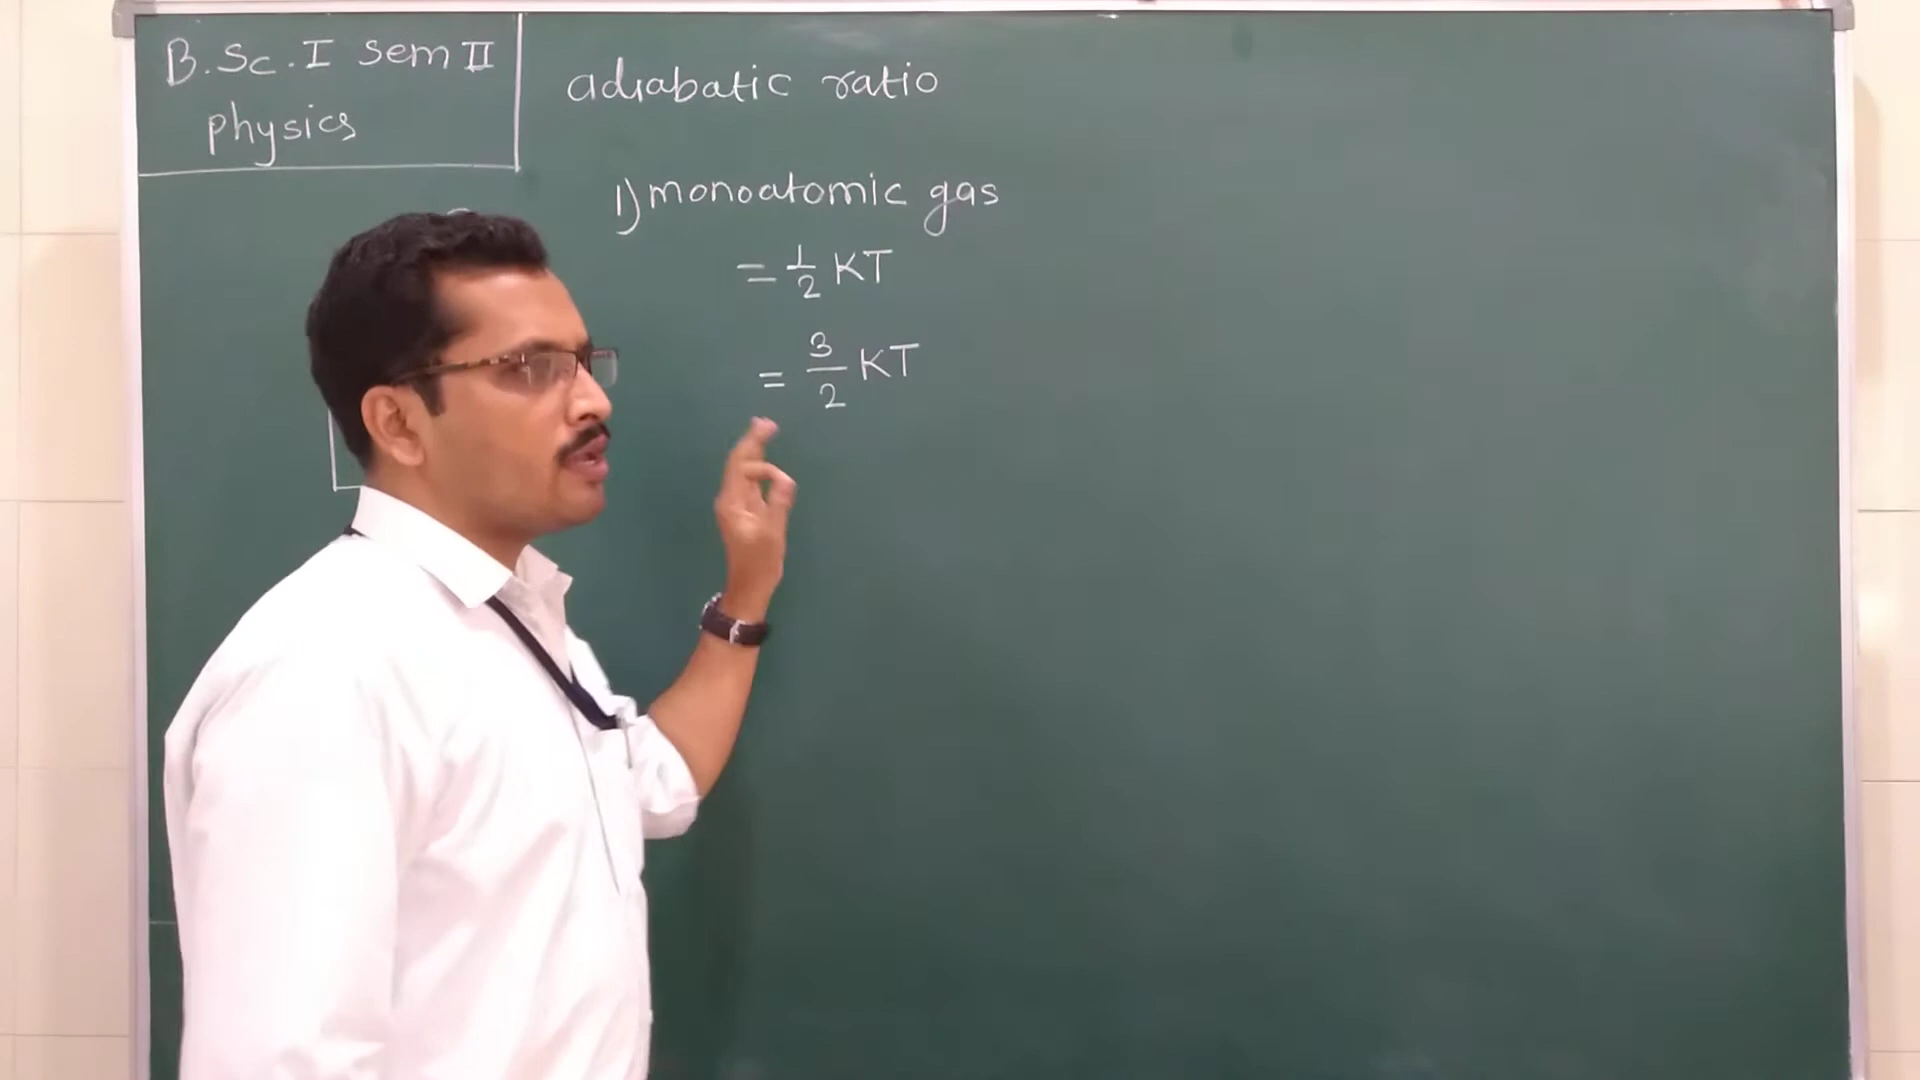 B.Sc.I Sem II
physics
adiabatic ratio
1) monoatomic gas
= 1/2 KT
= 3/2 KT